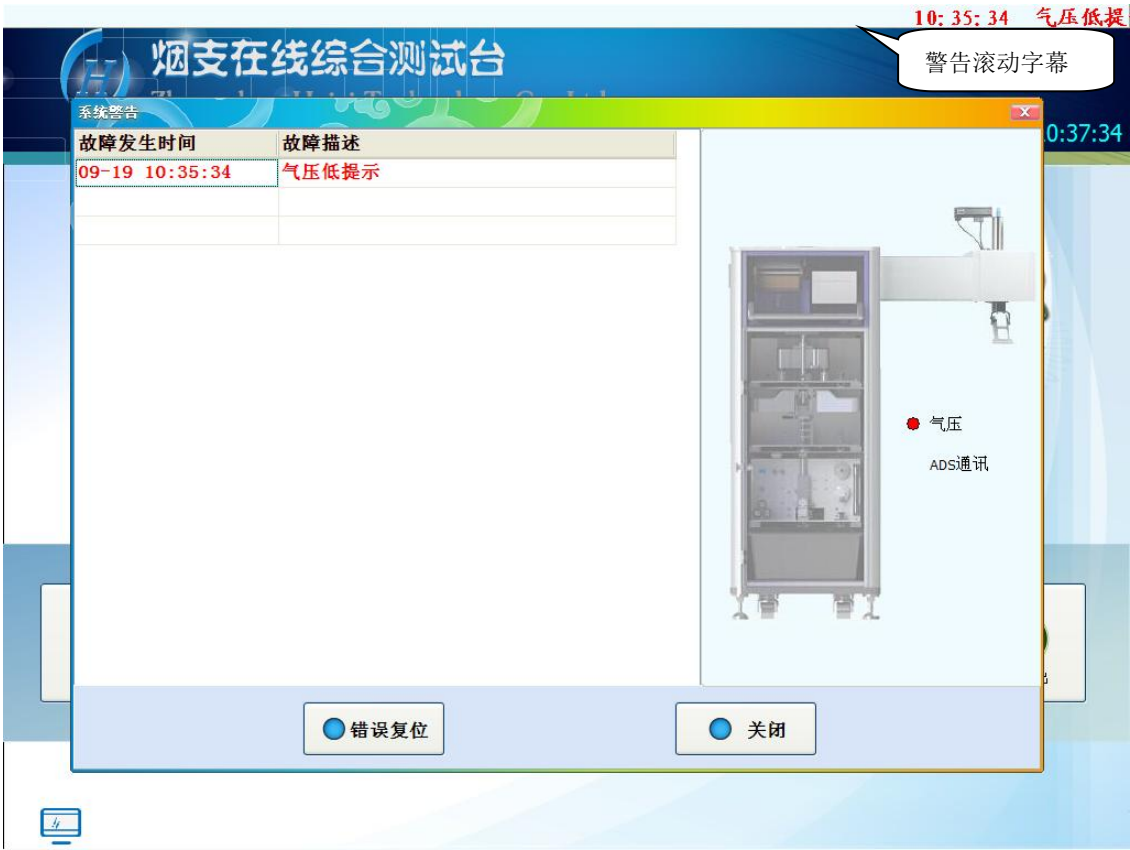 10:35:34 气压低提
警告滚动字幕
烟支在线综合测试台
系统警告
0:37:34
故障发生时间 故障描述
09-19 10:35:34 气压低提示
气压
ADS通讯
错误复位
关闭